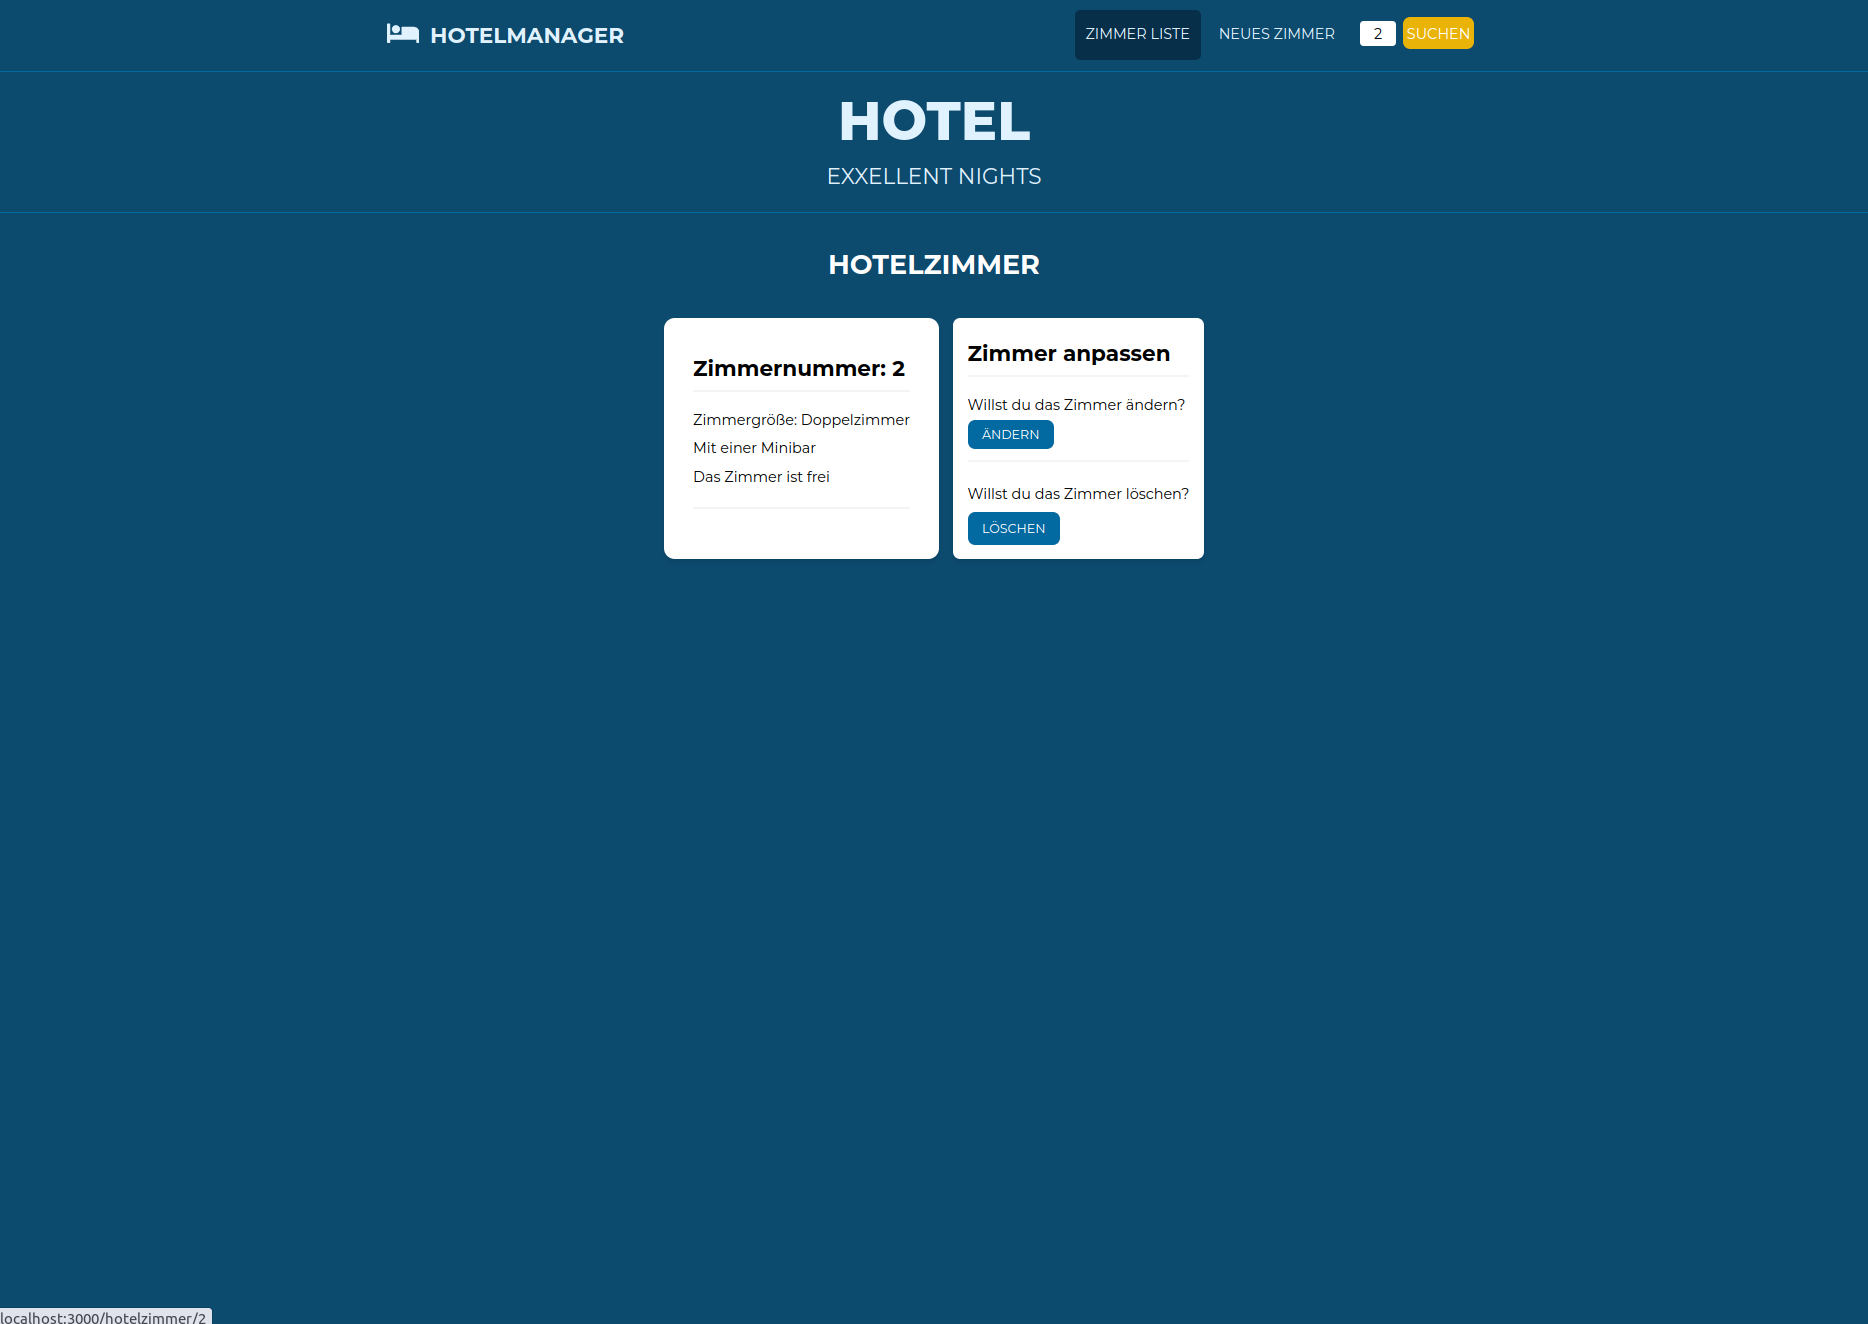 HOTELMANAGER
ZIMMER LISTE
NEUES ZIMMER
2
SUCHEN
HOTEL
EXXELLENT NIGHTS
HOTELZIMMER
Zimmernummer: 2
Zimmergröße: Doppelzimmer
Mit einer Minibar
Das Zimmer ist frei
Zimmer anpassen
Willst du das Zimmer ändern?
ÄNDERN
Willst du das Zimmer löschen?
LÖSCHEN
localhost:3000/hotelzimmer/2